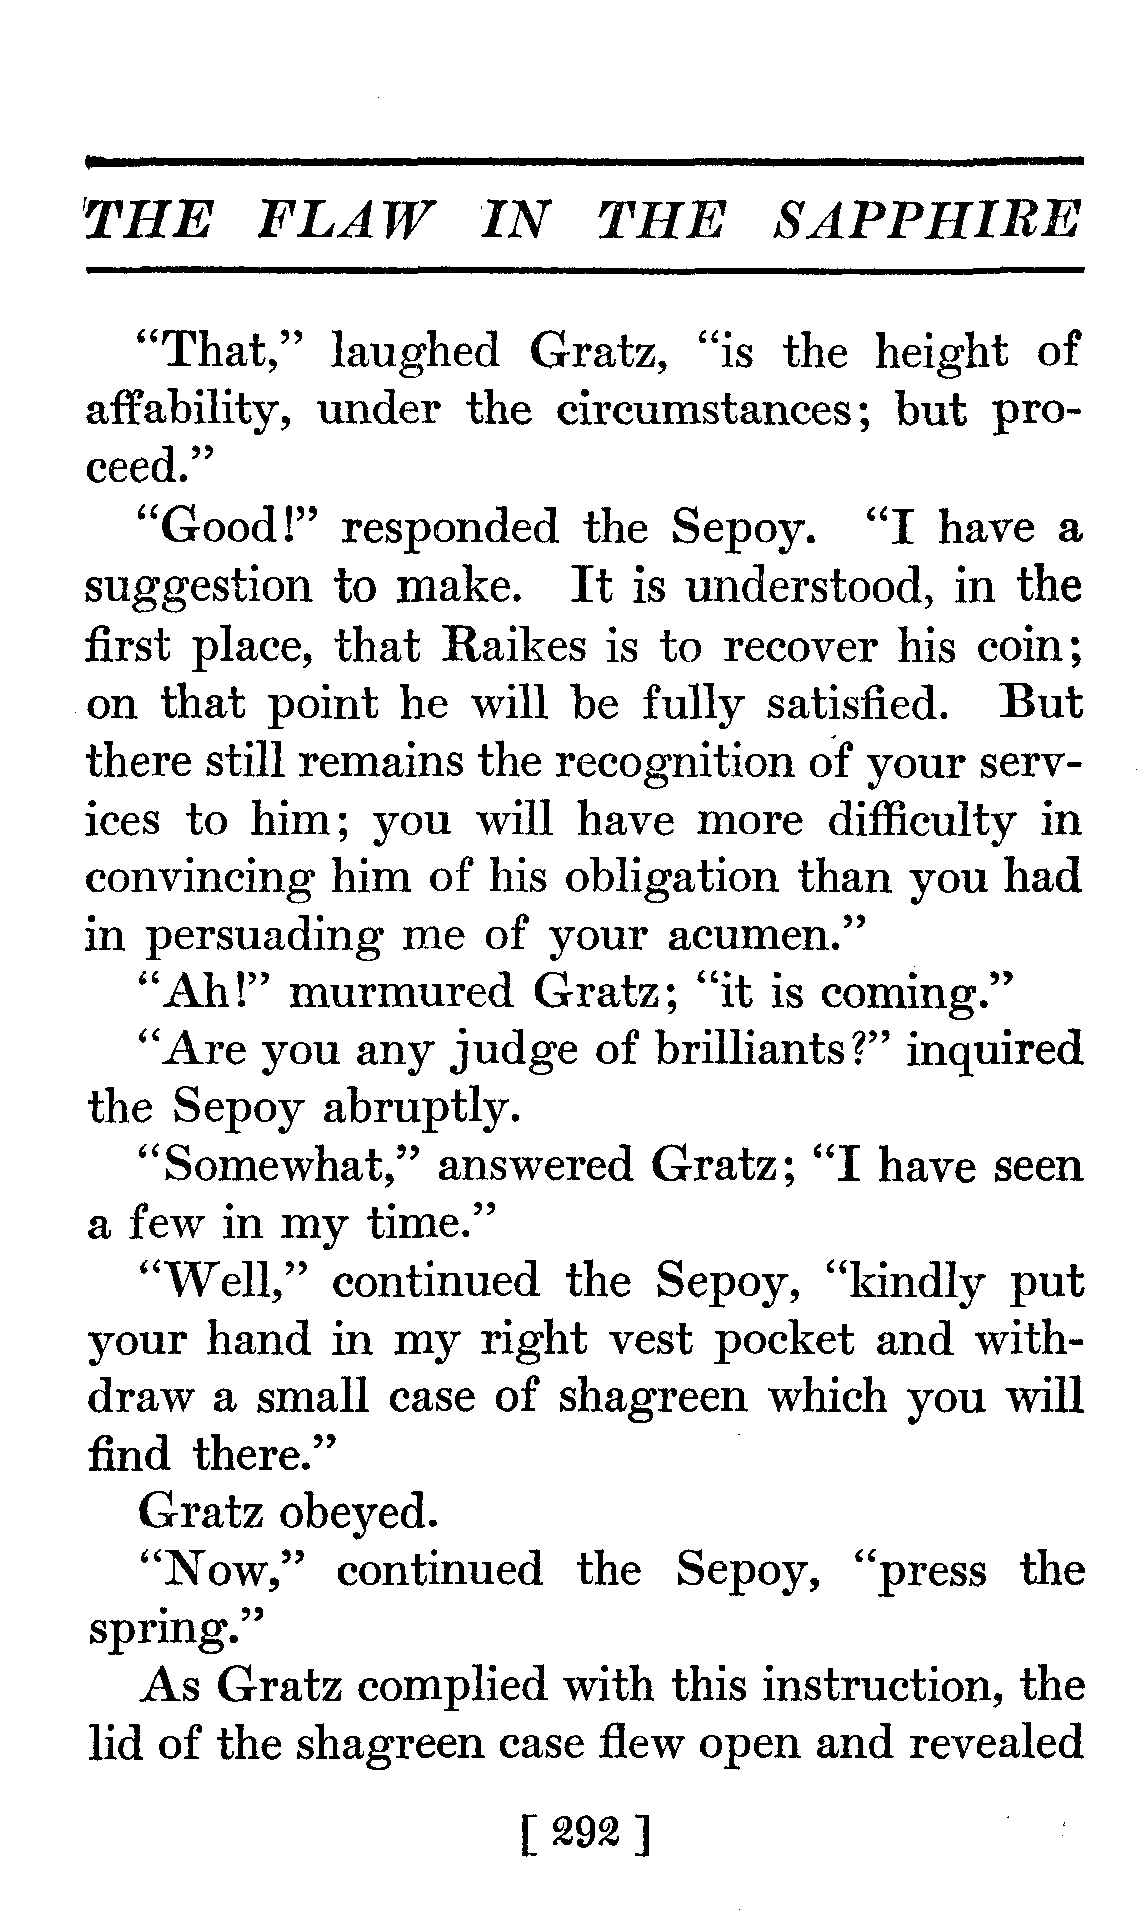 THE FLAW IN THE SAPPHIRE
“That,” laughed Gratz, “is the height of
affability, under the circumstances; but pro-
ceed.”
“Good!” responded the Sepoy. “I have a
suggestion to make. It is understood, in the
first place, that Raikes is to recover his coin;
on that point he will be fully satisfied. But
there still remains the recognition of your serv-
ices to him; you will have more difficulty in
convincing him of his obligation than you had
in persuading me of your acumen.”
“Ah!” murmured Gratz; “it is coming.”
“Are you any judge of brilliants?” inquired
the Sepoy abruptly.
“Somewhat,” answered Gratz; “I have seen
a few in my time.”
“Well,” continued the Sepoy, “kindly put
your hand in my right vest pocket and with-
draw a small case of shagreen which you will
find there.”
Gratz obeyed.
“Now,” continued the Sepoy, “press the
spring.”
As Gratz complied with this instruction, the
lid of the shagreen case flew open and revealed
[ 292 ]